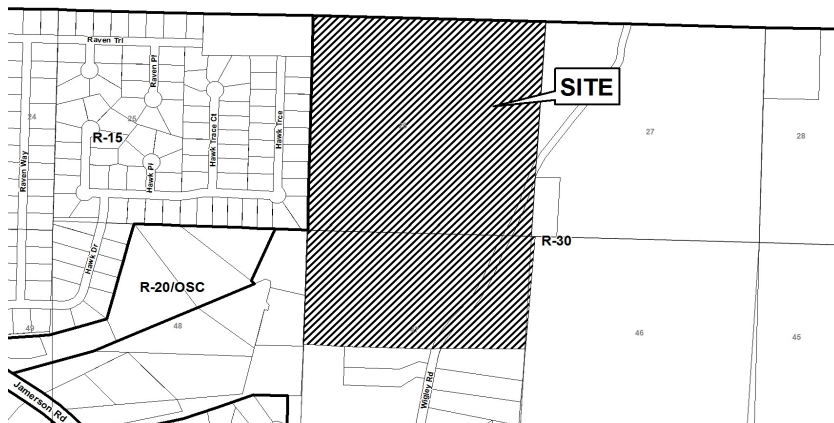 Raven Trl
Raven Pl
SITE
24
25
R-15
Hawk Trace Ct
Hawk Trce
27
28
Raven Way
Hawk Pl
R-30
Hawk Dr
R-20/OSC
49
48
46
45
Wigley Rd
Jamerson Rd